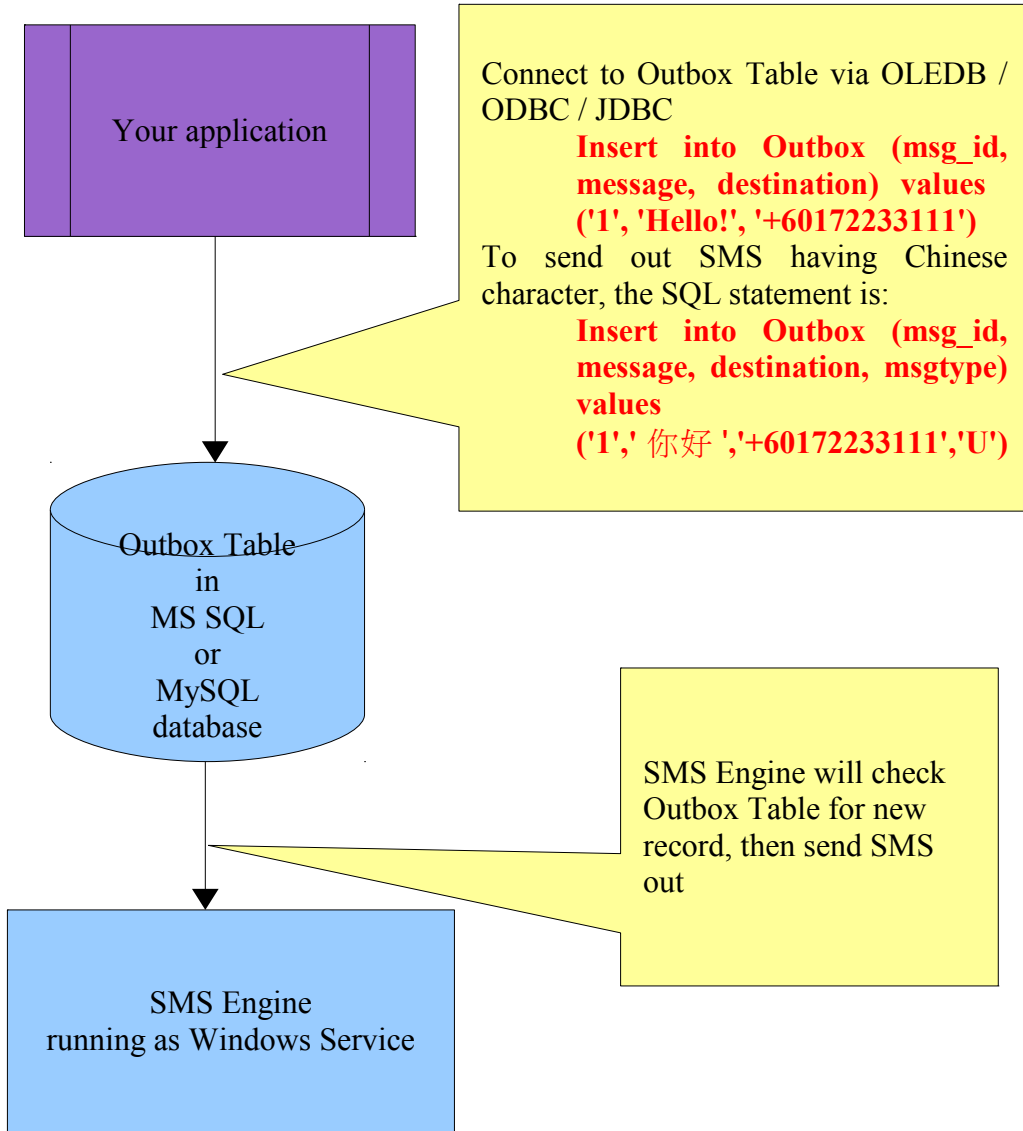 Your application
Connect to Outbox Table via OLEDB /
ODBC / JDBC
Insert into Outbox (msg_id,
message, destination) values
('1', 'Hello!', '+60172233111')
To send out SMS having Chinese
character, the SQL statement is:
Insert into Outbox (msg_id,
message, destination, msgtype)
values
('1',' 你好 ','+60172233111','U')
Outbox Table
in
MS SQL
or
MySQL
database
SMS Engine will check
Outbox Table for new
record, then send SMS
out
SMS Engine
running as Windows Service